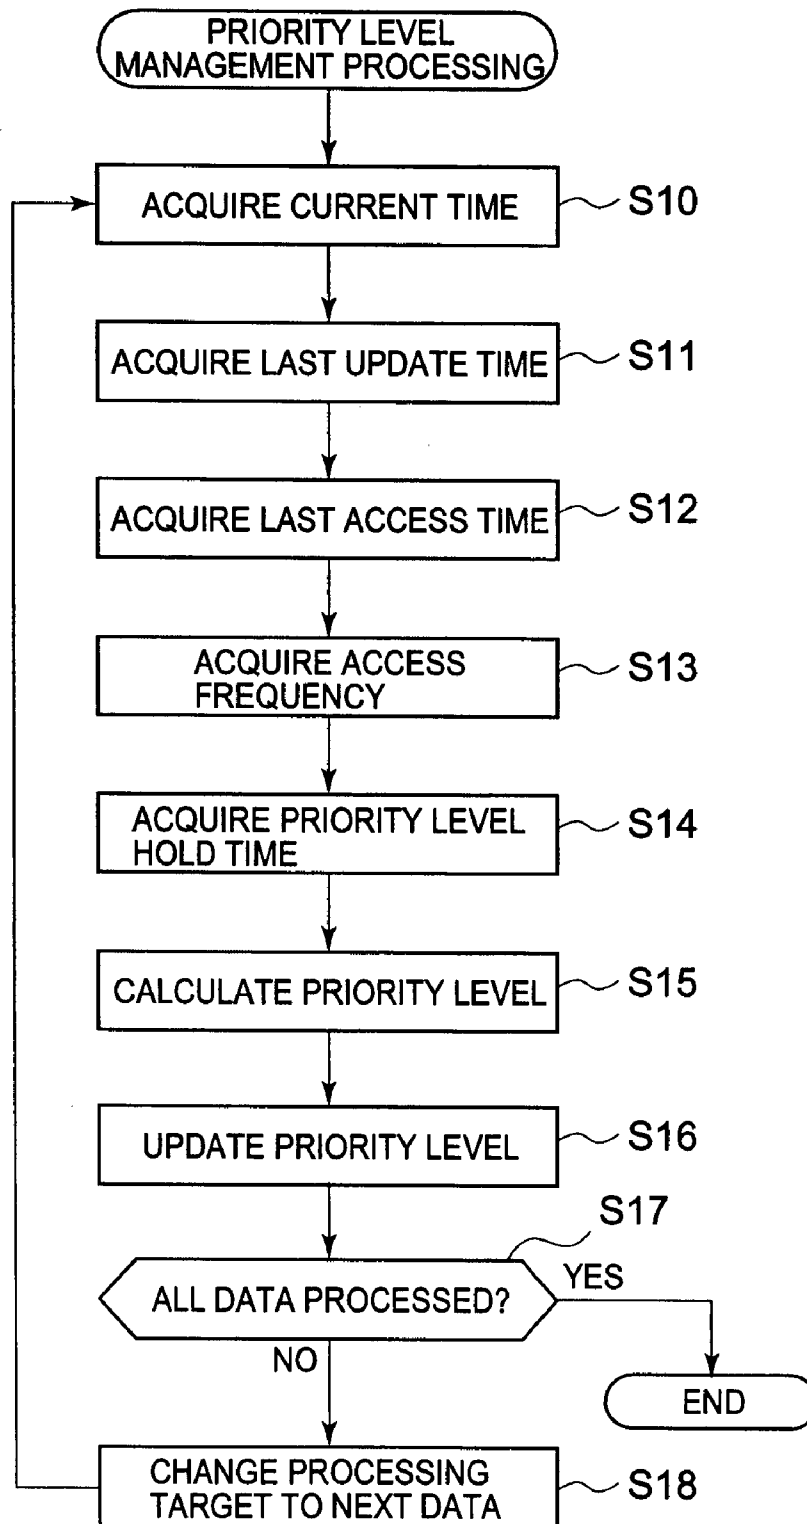 PRIORITY LEVEL
MANAGEMENT PROCESSING
ACQUIRE CURRENT TIME
S10
ACQUIRE LAST UPDATE TIME
S11
ACQUIRE LAST ACCESS TIME
S12
ACQUIRE ACCESS
FREQUENCY
S13
ACQUIRE PRIORITY LEVEL
HOLD TIME
S14
CALCULATE PRIORITY LEVEL
S15
UPDATE PRIORITY LEVEL
S16
S17
ALL DATA PROCESSED?
YES
NO
END
CHANGE PROCESSING
TARGET TO NEXT DATA
S18